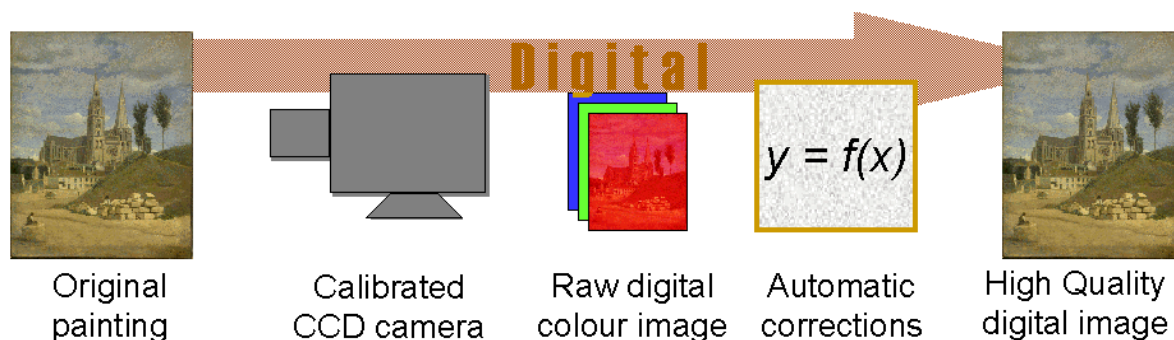 Digital
y = f(x)
Original
painting
Calibrated
CCD camera
Raw digital
colour image
Automatic
corrections
High Quality
digital image